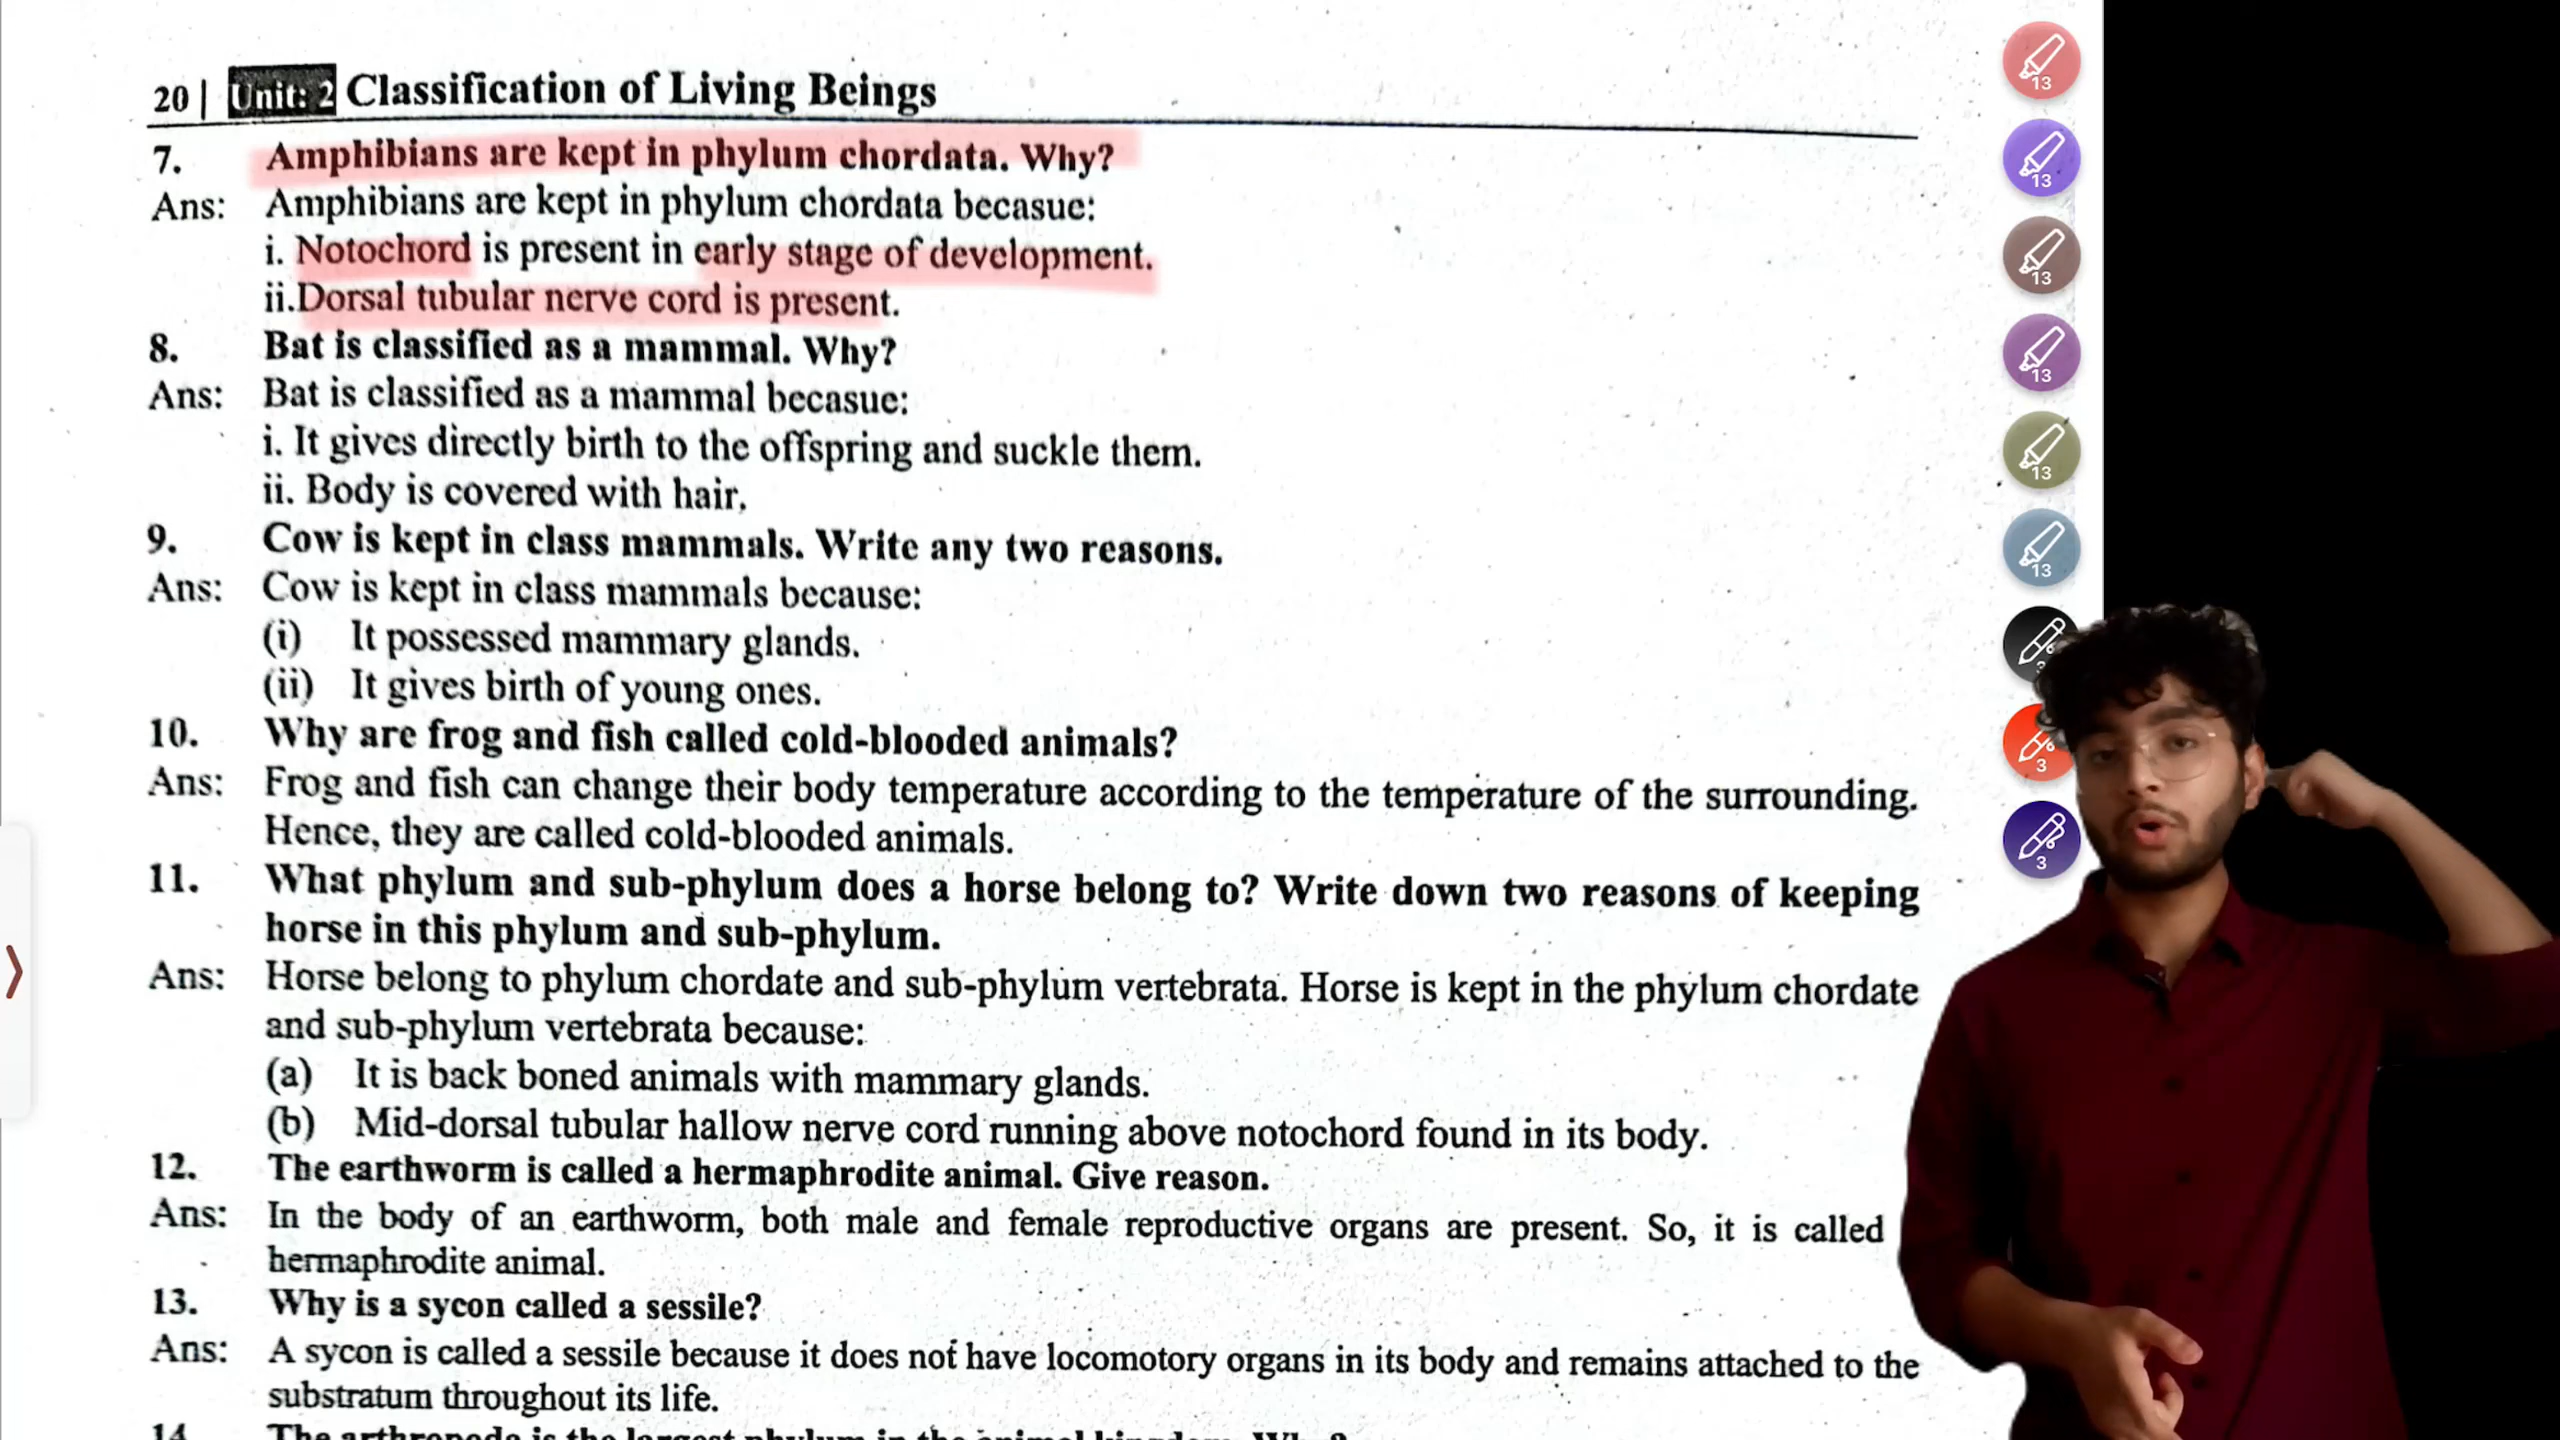 20 | Unit: 2 Classification of Living Beings
7. Amphibians are kept in phylum chordata. Why?
Ans: Amphibians are kept in phylum chordata becasue:
i. Notochord is present in early stage of development.
ii.Dorsal tubular nerve cord is present.
8. Bat is classified as a mammal. Why?
Ans: Bat is classified as a mammal becasue:
i. It gives directly birth to the offspring and suckle them.
ii. Body is covered with hair.
9. Cow is kept in class mammals. Write any two reasons.
Ans: Cow is kept in class mammals because:
(i) It possessed mammary glands.
(ii) It gives birth of young ones.
10. Why are frog and fish called cold-blooded animals?
Ans: Frog and fish can change their body temperature according to the temperature of the surrounding.
Hence, they are called cold-blooded animals.
11. What phylum and sub-phylum does a horse belong to? Write down two reasons of keeping
horse in this phylum and sub-phylum.
Ans: Horse belong to phylum chordate and sub-phylum vertebrata. Horse is kept in the phylum chordate
and sub-phylum vertebrata because:
(a) It is back boned animals with mammary glands.
(b) Mid-dorsal tubular hallow nerve cord running above notochord found in its body.
12. The earthworm is called a hermaphrodite animal. Give reason.
Ans: In the body of an earthworm, both male and female reproductive organs are present. So, it is called
hermaphrodite animal.
13. Why is a sycon called a sessile?
Ans: A sycon is called a sessile because it does not have locomotory organs in its body and remains attached to the
substratum throughout its life.
14. The arthropoda is the largest phylum in the animal kingdom. Why?
13
13
13
13
13
13
3
3